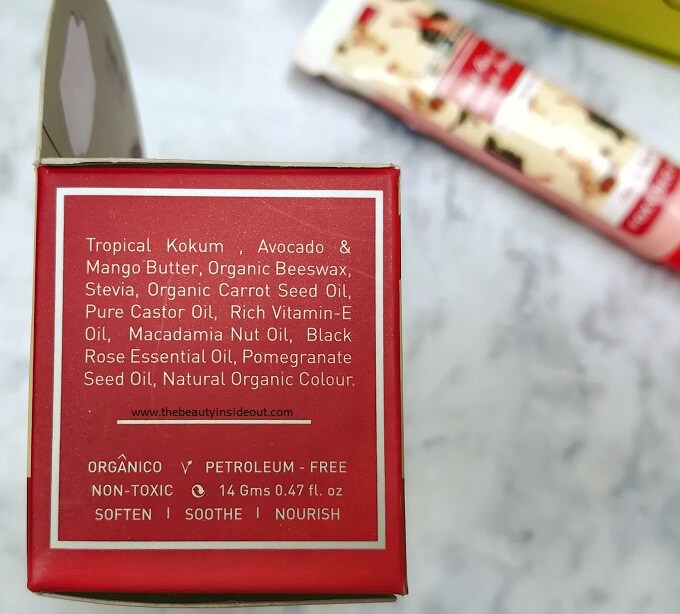 Tropical Kokum , Avocado &
Mango Butter, Organic Beeswax,
Stevia, Organic Carrot Seed Oil,
Pure Castor Oil, Rich Vitamin-E
Oil, Macadamia Nut Oil, Black
Rose Essential Oil, Pomegranate
Seed Oil, Natural Organic Colour.
www.thebeautyinsideout.com
ORGÂNICO PETROLEUM - FREE
NON-TOXIC 14 Gms 0.47 fl. oz
SOFTEN | SOOTHE | NOURISH